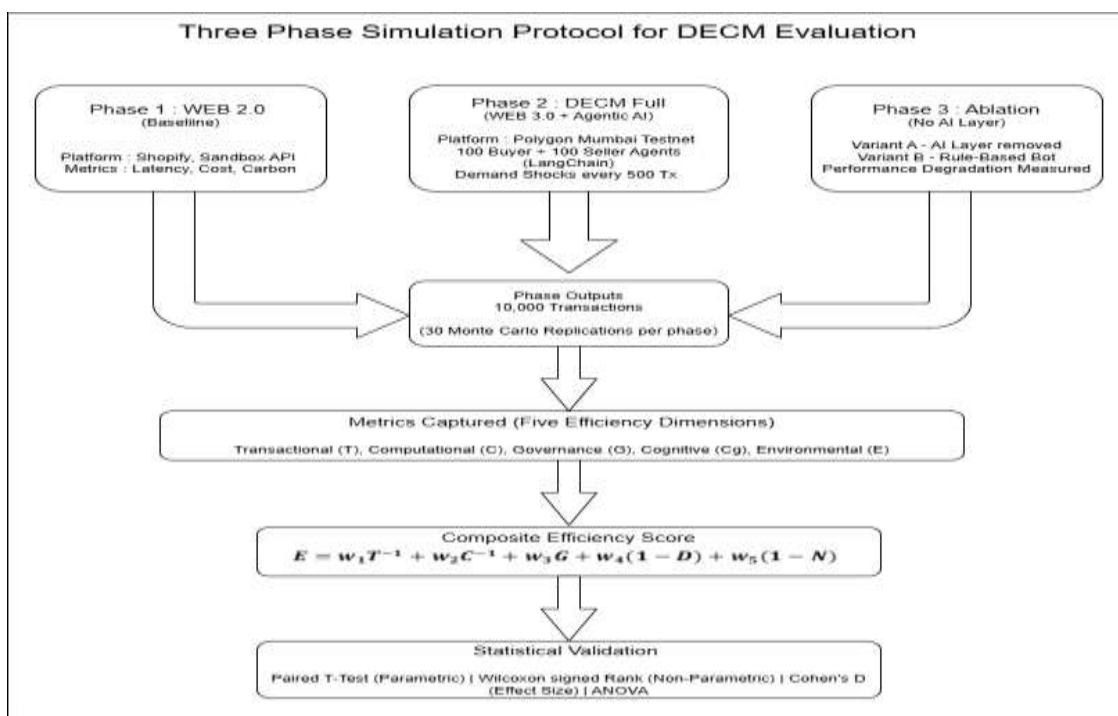 Three Phase Simulation Protocol for DECM Evaluation
Phase 1 : WEB 2.0
(Baseline)
Platform : Shopify, Sandbox API
Metrics : Latency, Cost, Carbon
Phase 2 : DECM Full
(WEB 3.0 + Agentic AI)
Platform : Polygon Mumbai Testnet
100 Buyer + 100 Seller Agents
(LangChain)
Demand Shocks every 500 Tx
Phase 3 : Ablation
(No AI Layer)
Variant A - AI Layer removed
Variant B - Rule-Based Bot
Performance Degradation Measured
Phase Outputs
10,000 Transactions
(30 Monte Carlo Replications per phase)
Metrics Captured (Five Efficiency Dimensions)
Transactional (T), Computational (C), Governance (G), Cognitive (Cg), Environmental (E)
Composite Efficiency Score
E = w₁T⁻¹ + w₂C⁻¹ + w₃G + w₄(1 − D) + w₅(1 − N)
Statistical Validation
Paired T-Test (Parametric) | Wilcoxon signed Rank (Non-Parametric) | Cohen's D
(Effect Size) | ANOVA